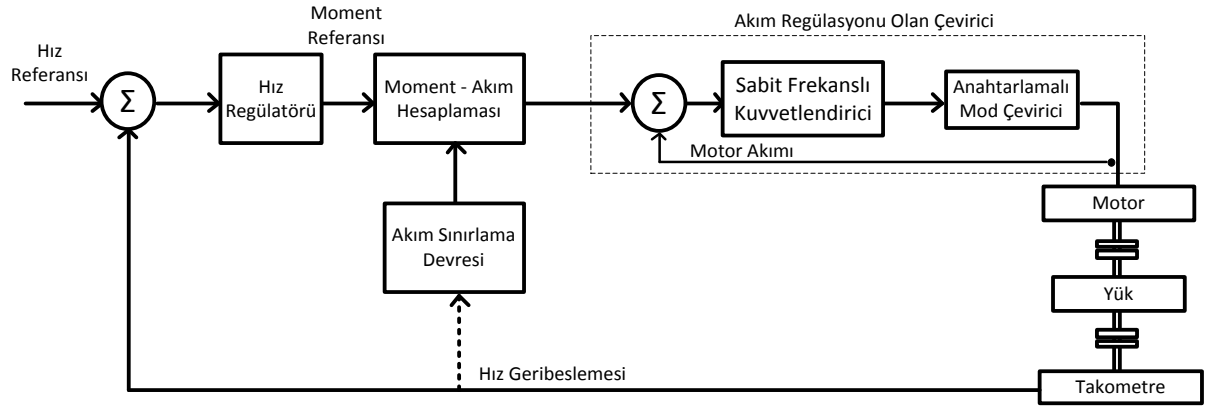 Hız
Referansı
Σ
Hız
Regülatörü
Moment
Referansı
Moment - Akım
Hesaplaması
Akım Sınırlama
Devresi
Akım Regülasyonu Olan Çevirici
Σ
Sabit Frekanslı
Kuvvetlendirici
Anahtarlamalı
Mod Çevirici
Motor Akımı
Motor
Yük
Hız Geribeslemesi
Takometre